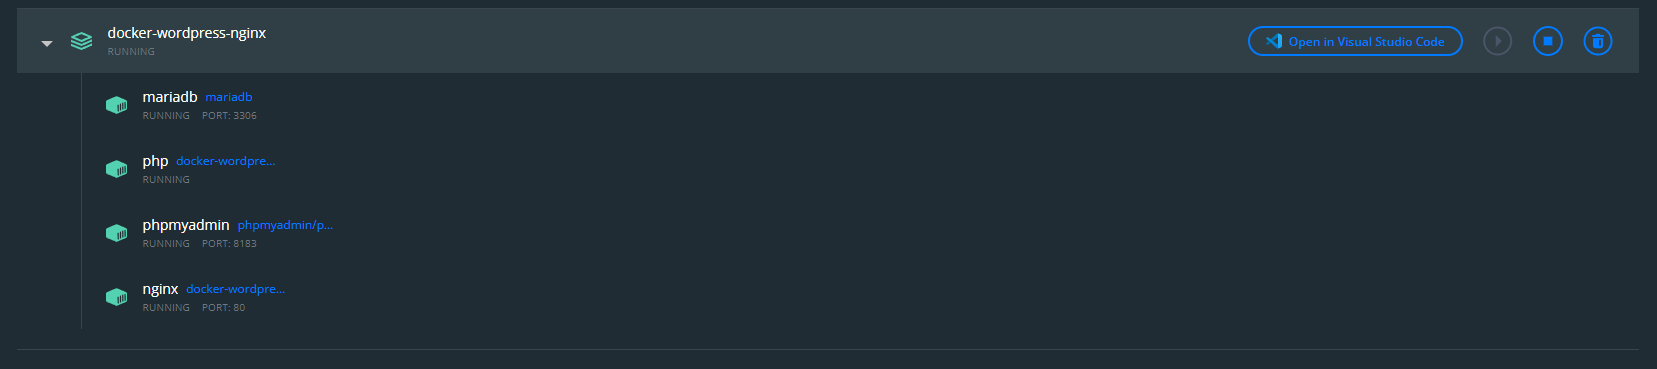 docker-wordpress-nginx
RUNNING
Open in Visual Studio Code
mariadb mariadb
RUNNING PORT: 3306
php docker-wordpre...
RUNNING
phpmyadmin phpmyadmin/p...
RUNNING PORT: 8183
nginx docker-wordpre...
RUNNING PORT: 80